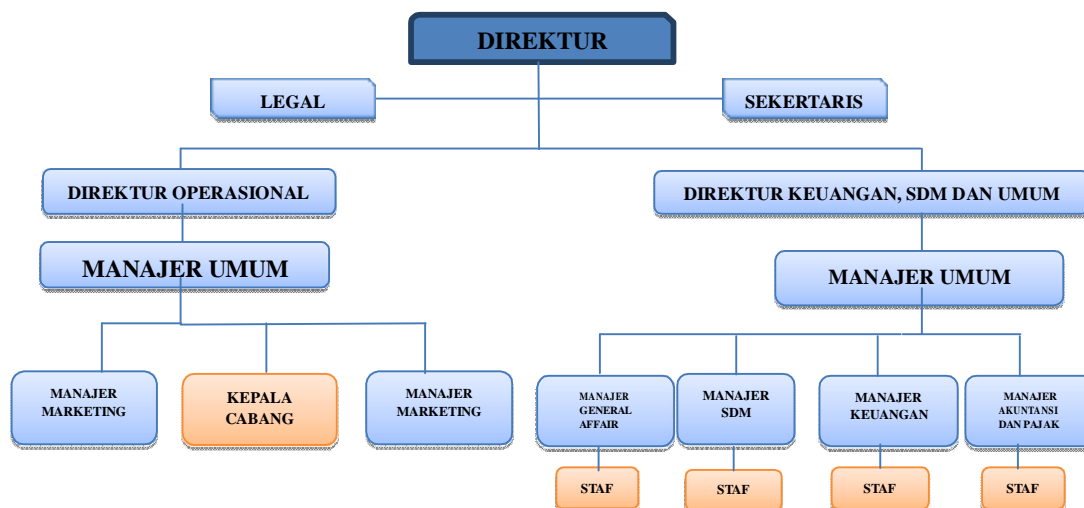 DIREKTUR
LEGAL
SEKERTARIS
DIREKTUR OPERASIONAL
DIREKTUR KEUANGAN, SDM DAN UMUM
MANAJER UMUM
MANAJER UMUM
MANAJER
MARKETING
KEPALA
CABANG
MANAJER
MARKETING
MANAJER
GENERAL
AFFAIR
MANAJER
SDM
MANAJER
KEUANGAN
MANAJER
AKUNTANSI
DAN PAJAK
STAF
STAF
STAF
STAF